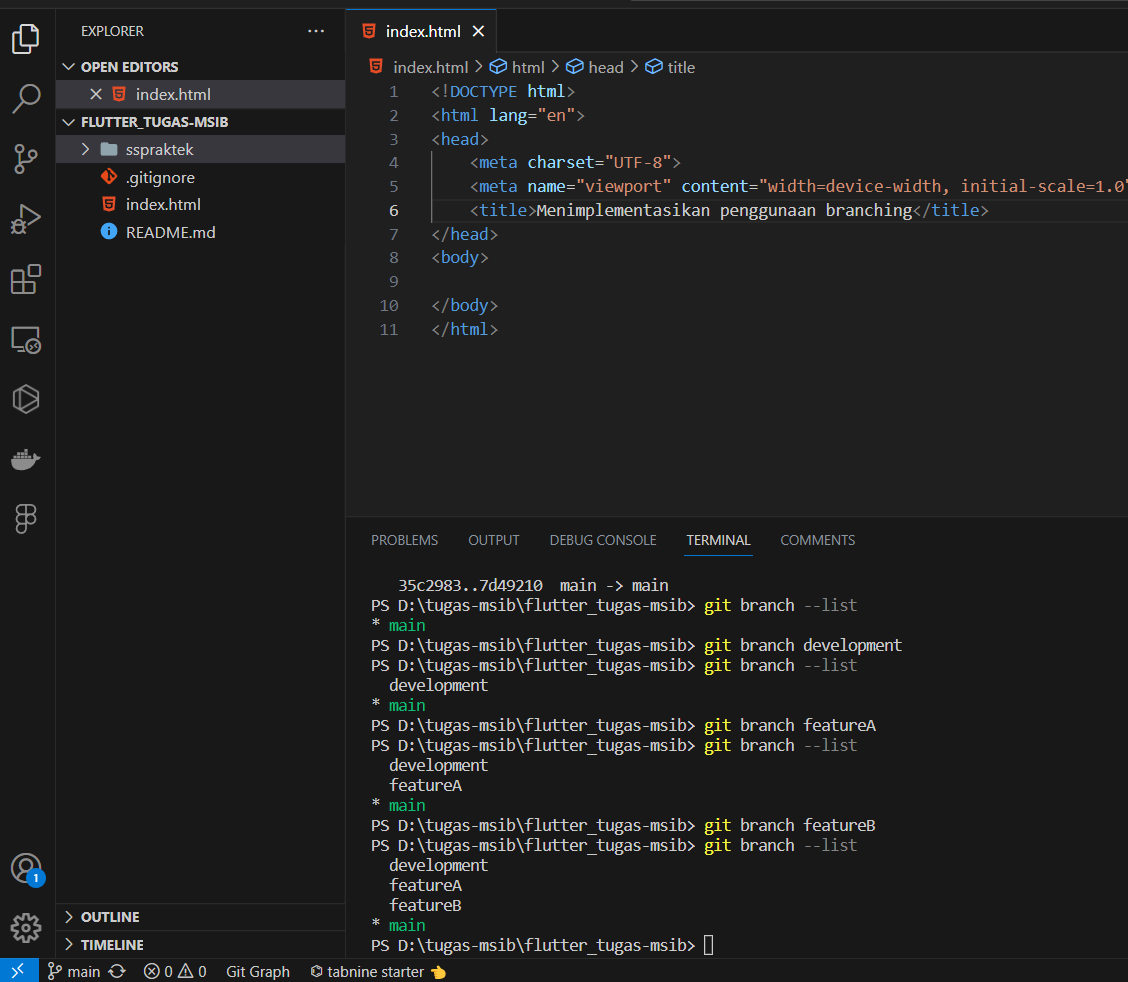 EXPLORER
OPEN EDITORS
index.html
FLUTTER_TUGAS-MSIB
sspraktek
.gitignore
index.html
README.md
OUTLINE
TIMELINE
index.html
index.html > html > head > title
1 <!DOCTYPE html>
2 <html lang="en">
3 <head>
4 <meta charset="UTF-8">
5 <meta name="viewport" content="width=device-width, initial-scale=1.0"
6 <title>Menimplementasikan penggunaan branching</title>
7 </head>
8 <body>
9
10 </body>
11 </html>
PROBLEMS OUTPUT DEBUG CONSOLE TERMINAL COMMENTS
35c2983..7d49210 main -> main
PS D:\tugas-msib\flutter_tugas-msib> git branch --list
* main
PS D:\tugas-msib\flutter_tugas-msib> git branch development
PS D:\tugas-msib\flutter_tugas-msib> git branch --list
development
* main
PS D:\tugas-msib\flutter_tugas-msib> git branch featureA
PS D:\tugas-msib\flutter_tugas-msib> git branch --list
development
featureA
* main
PS D:\tugas-msib\flutter_tugas-msib> git branch featureB
PS D:\tugas-msib\flutter_tugas-msib> git branch --list
development
featureA
featureB
* main
PS D:\tugas-msib\flutter_tugas-msib>
1
main 0 0 Git Graph tabnine starter